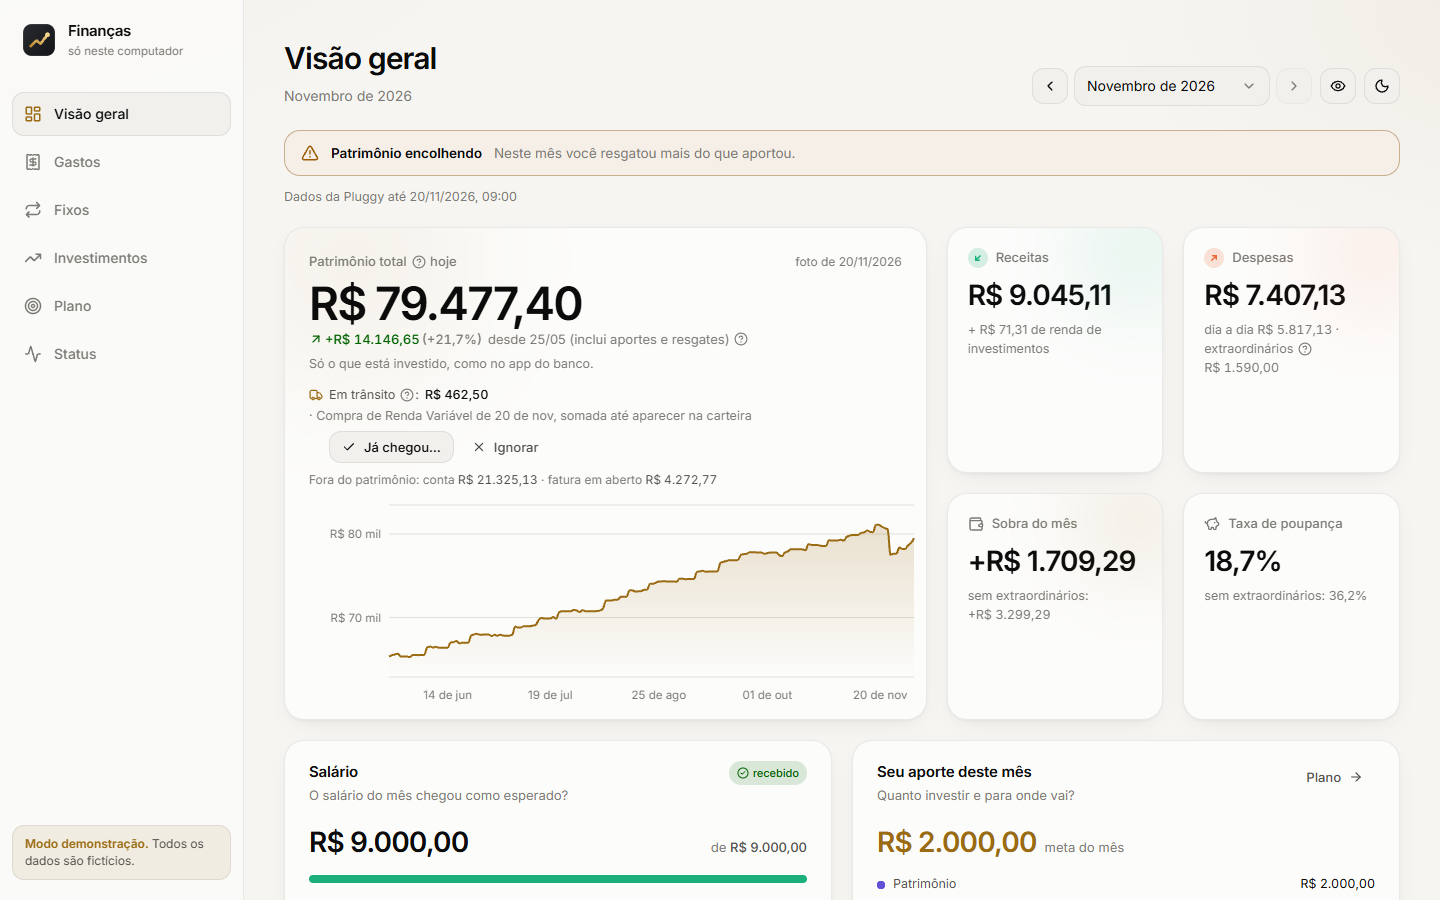 Finanças
só neste computador
Visão geral
Gastos
Fixos
Investimentos
Plano
Status
Modo demonstração. Todos os
dados são fictícios.
Visão geral
Novembro de 2026
Novembro de 2026
Patrimônio encolhendo Neste mês você resgatou mais do que aportou.
Dados da Pluggy até 20/11/2026, 09:00
Patrimônio total ? hoje
foto de 20/11/2026
R$ 79.477,40
+R$ 14.146,65 (+21,7%) desde 25/05 (inclui aportes e resgates) ?
Só o que está investido, como no app do banco.
Em trânsito ?: R$ 462,50
· Compra de Renda Variável de 20 de nov, somada até aparecer na carteira
Já chegou... Ignorar
Fora do patrimônio: conta R$ 21.325,13 · fatura em aberto R$ 4.272,77
R$ 80 mil
R$ 70 mil
14 de jun 19 de jul 25 de ago 01 de out 20 de nov
Receitas
R$ 9.045,11
+ R$ 71,31 de renda de
investimentos
Despesas
R$ 7.407,13
dia a dia R$ 5.817,13 ·
extraordinários ?
R$ 1.590,00
Sobra do mês
+R$ 1.709,29
sem extraordinários:
+R$ 3.299,29
Taxa de poupança
18,7%
sem extraordinários: 36,2%
Salário
recebido
O salário do mês chegou como esperado?
R$ 9.000,00
de R$ 9.000,00
Seu aporte deste mês
Plano
Quanto investir e para onde vai?
R$ 2.000,00 meta do mês
Patrimônio R$ 2.000,00